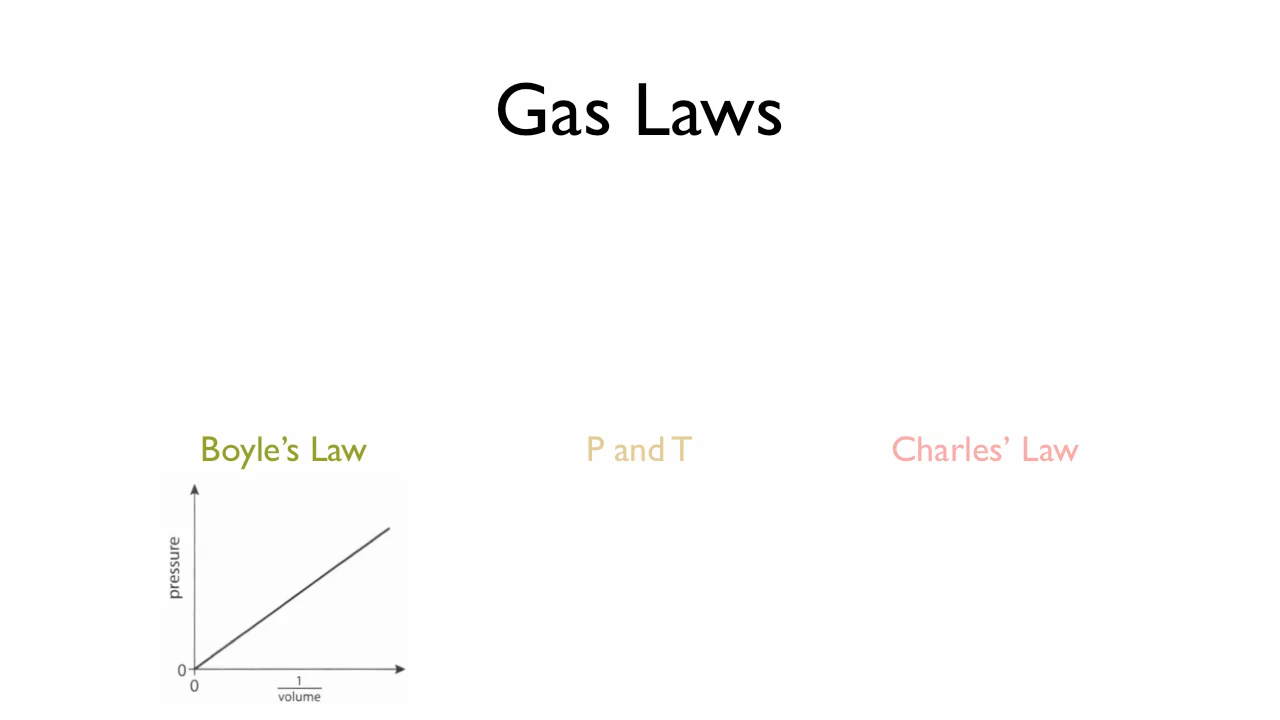 Gas Laws
Boyle’s Law
P and T
Charles’ Law
pressure
0
0
1
volume